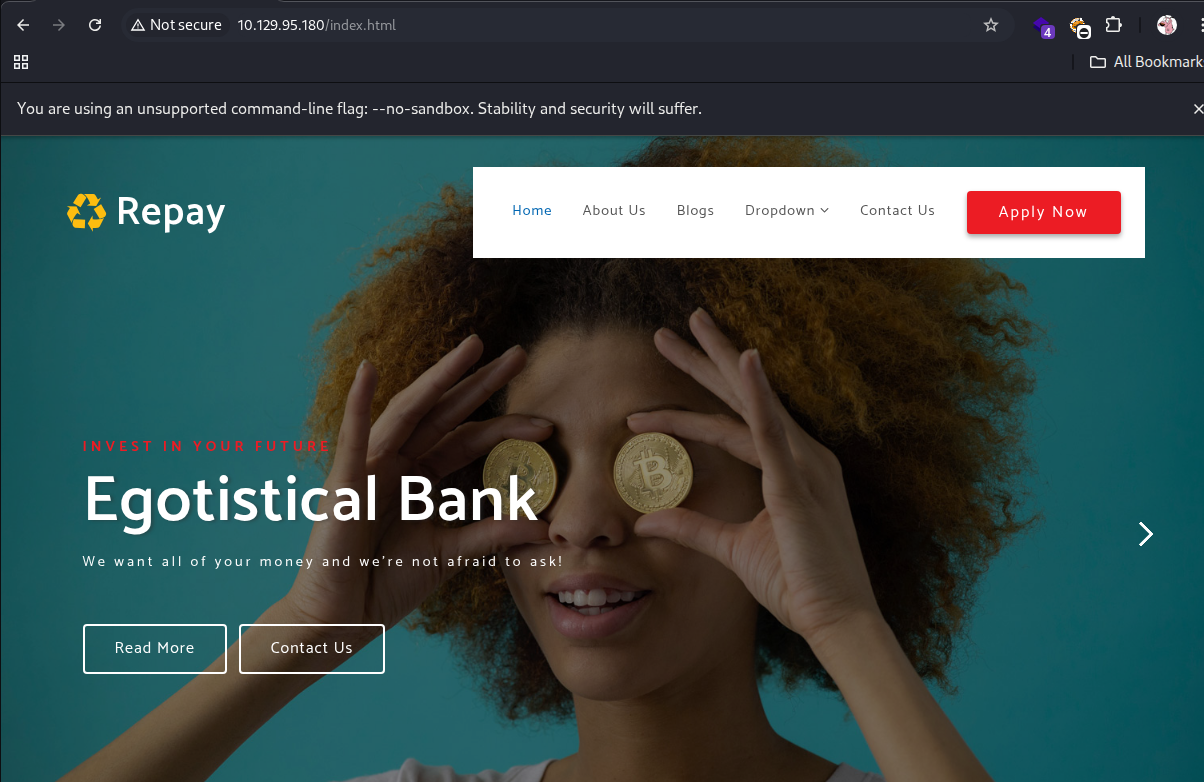 Not secure 10.129.95.180/index.html
4
All Bookmark
You are using an unsupported command-line flag: --no-sandbox. Stability and security will suffer.
Repay
Home About Us Blogs Dropdown Contact Us Apply Now
INVEST IN YOUR FUTURE
Egotistical Bank
We want all of your money and we're not afraid to ask!
Read More Contact Us